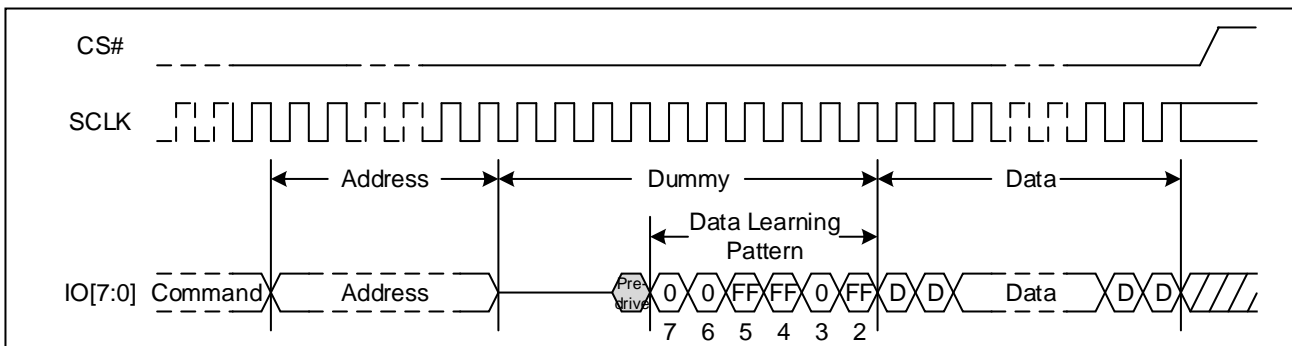 CS#
SCLK
Address Dummy Data
Data Learning
Pattern
IO[7:0] Command Address Pre-
drive 0 0 FF FF 0 FF D D Data D D
7 6 5 4 3 2